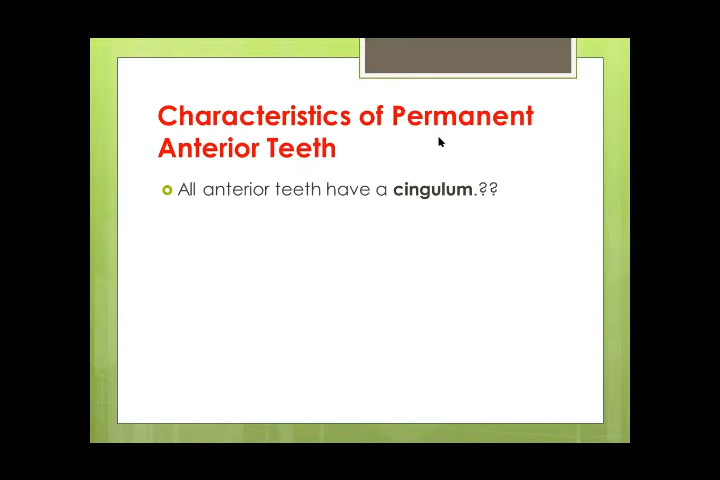 Characteristics of Permanent
Anterior Teeth
All anterior teeth have a cingulum.??